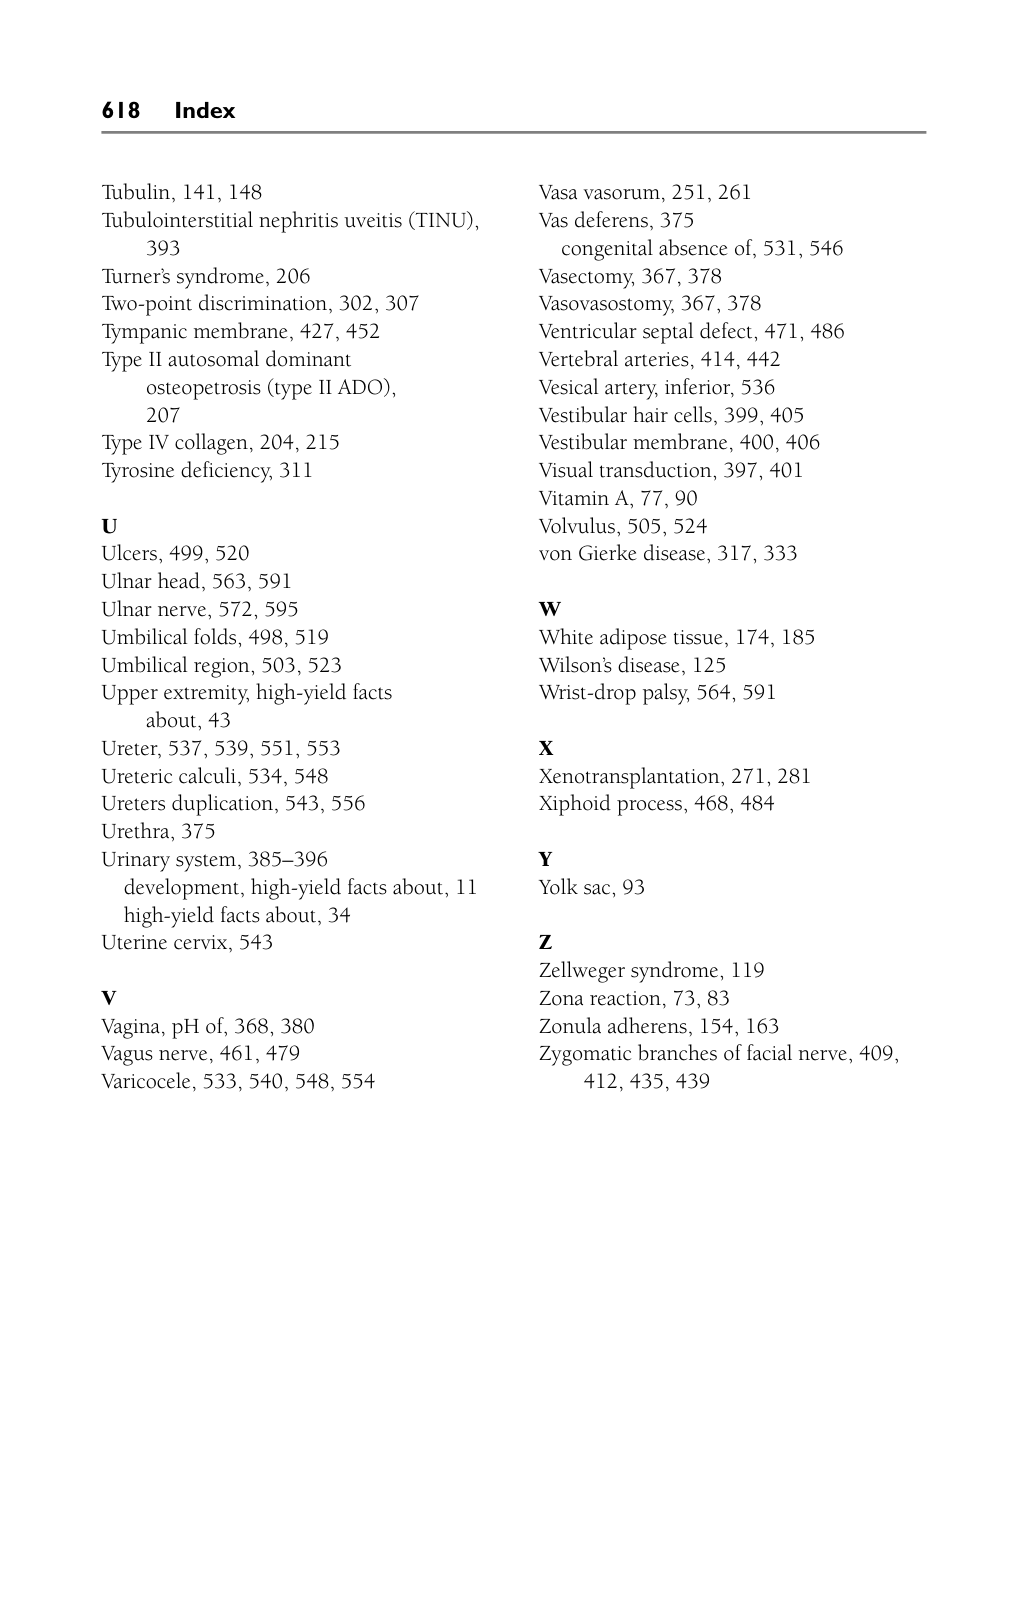 618 Index
Tubulin, 141, 148
Tubulointerstitial nephritis uveitis (TINU),
393
Turner’s syndrome, 206
Two-point discrimination, 302, 307
Tympanic membrane, 427, 452
Type II autosomal dominant
osteopetrosis (type II ADO),
207
Type IV collagen, 204, 215
Tyrosine deficiency, 311
U
Ulcers, 499, 520
Ulnar head, 563, 591
Ulnar nerve, 572, 595
Umbilical folds, 498, 519
Umbilical region, 503, 523
Upper extremity, high-yield facts
about, 43
Ureter, 537, 539, 551, 553
Ureteric calculi, 534, 548
Ureters duplication, 543, 556
Urethra, 375
Urinary system, 385–396
development, high-yield facts about, 11
high-yield facts about, 34
Uterine cervix, 543
V
Vagina, pH of, 368, 380
Vagus nerve, 461, 479
Varicocele, 533, 540, 548, 554
Vasa vasorum, 251, 261
Vas deferens, 375
congenital absence of, 531, 546
Vasectomy, 367, 378
Vasovasostomy, 367, 378
Ventricular septal defect, 471, 486
Vertebral arteries, 414, 442
Vesical artery, inferior, 536
Vestibular hair cells, 399, 405
Vestibular membrane, 400, 406
Visual transduction, 397, 401
Vitamin A, 77, 90
Volvulus, 505, 524
von Gierke disease, 317, 333
W
White adipose tissue, 174, 185
Wilson’s disease, 125
Wrist-drop palsy, 564, 591
X
Xenotransplantation, 271, 281
Xiphoid process, 468, 484
Y
Yolk sac, 93
Z
Zellweger syndrome, 119
Zona reaction, 73, 83
Zonula adherens, 154, 163
Zygomatic branches of facial nerve, 409,
412, 435, 439